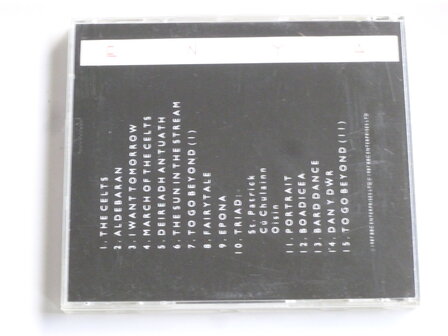 ENYA
1. THE CELTS
2. ALDEBARAN
3. I WANT TOMORROW
4. MARCH OF THE CELTS
5. DEIREADH AN TUATH
6. THE SUN IN THE STREAM
7. TO GO BEYOND (I)
8. FAIRYTALE
9. EPONA
10. TRIAD:
St. Patrick
Cú Chulainn
Oisin
11. PORTRAIT
12. BOADICEA
13. BARD DANCE
14. DAN Y DWR
15. TO GO BEYOND (II)